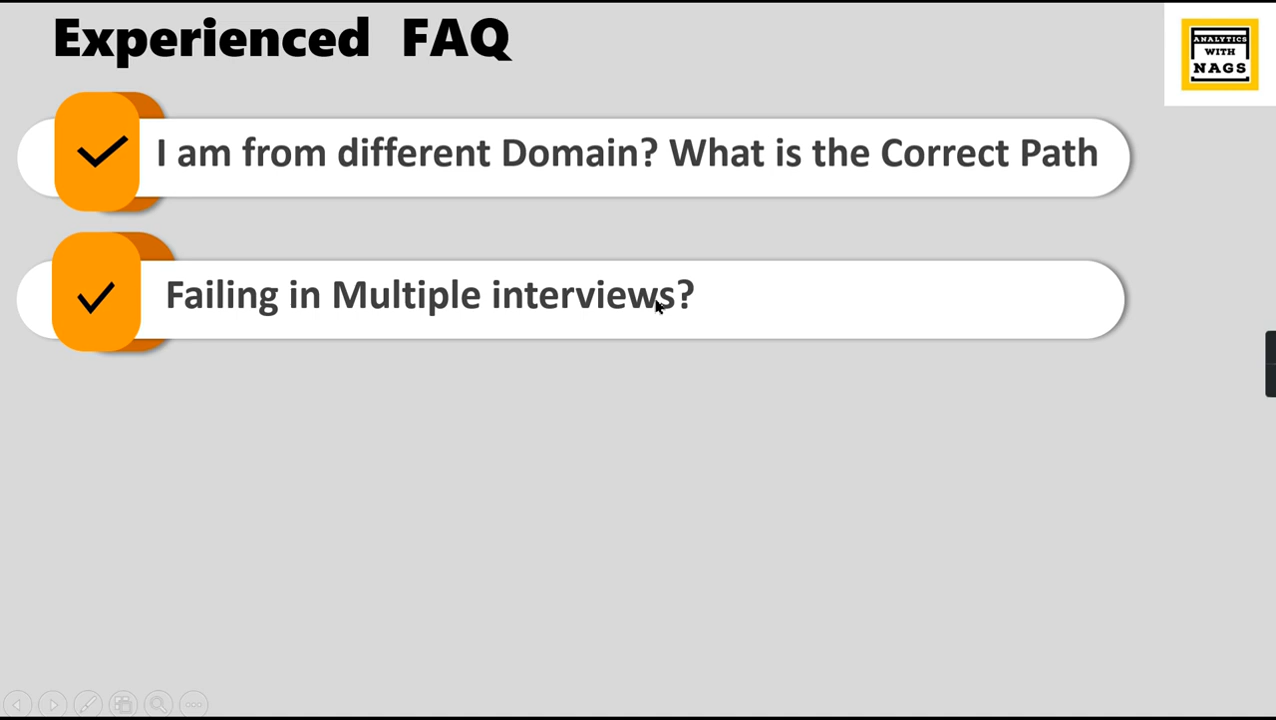 Experienced FAQ
ANALYTICS
WITH
NAGS
I am from different Domain? What is the Correct Path
Failing in Multiple interviews?